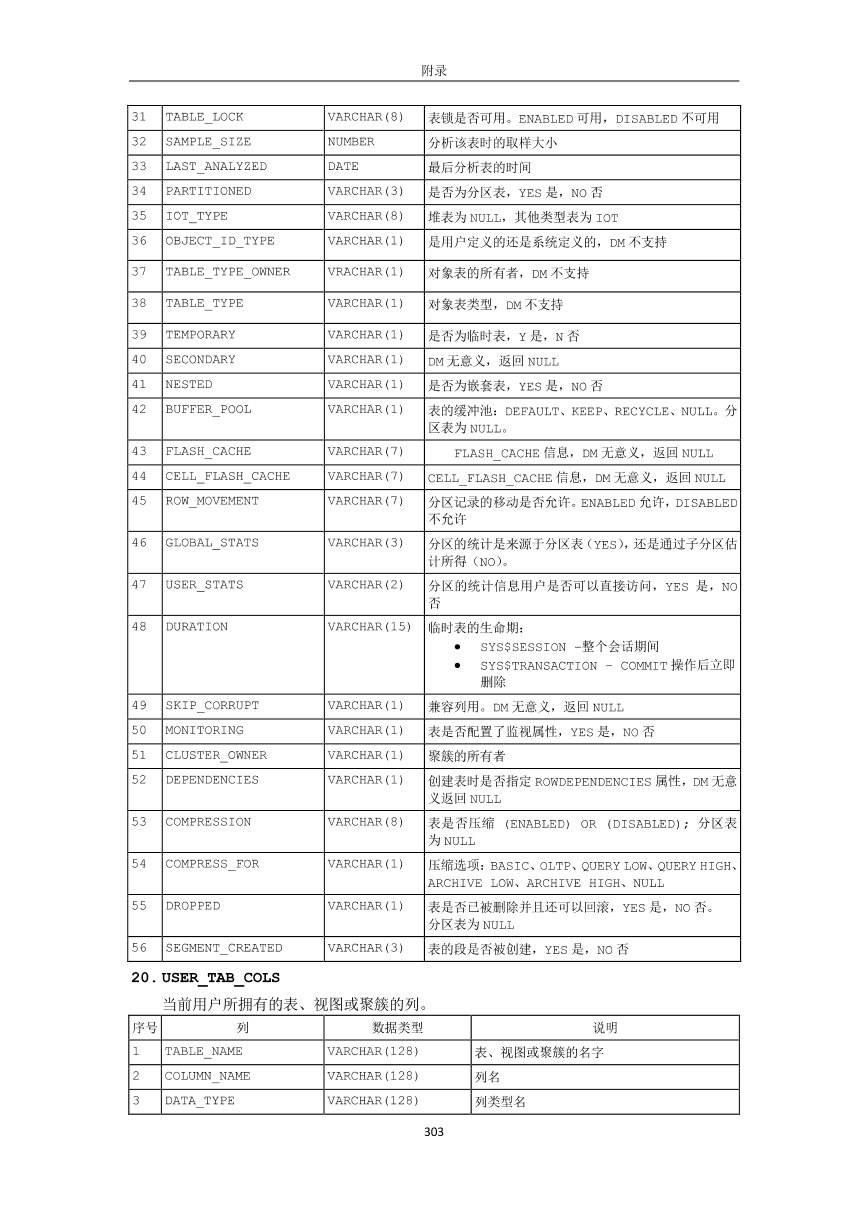 附录
31 TABLE_LOCK VARCHAR(8) 表锁是否可用。ENABLED 可用，DISABLED 不可用
32 SAMPLE_SIZE NUMBER 分析该表时的取样大小
33 LAST_ANALYZED DATE 最后分析表的时间
34 PARTITIONED VARCHAR(3) 是否为分区表，YES 是，NO 否
35 IOT_TYPE VARCHAR(8) 堆表为 NULL，其他类型表为 IOT
36 OBJECT_ID_TYPE VARCHAR(1) 是用户定义的还是系统定义的，DM 不支持
37 TABLE_TYPE_OWNER VRACHAR(1) 对象表的所有者，DM 不支持
38 TABLE_TYPE VARCHAR(1) 对象表类型，DM 不支持
39 TEMPORARY VARCHAR(1) 是否为临时表，Y 是，N 否
40 SECONDARY VARCHAR(1) DM 无意义，返回 NULL
41 NESTED VARCHAR(1) 是否为嵌套表，YES 是，NO 否
42 BUFFER_POOL VARCHAR(1) 表的缓冲池：DEFAULT、KEEP、RECYCLE、NULL。分
区表为 NULL。
43 FLASH_CACHE VARCHAR(7) FLASH_CACHE 信息，DM 无意义，返回 NULL
44 CELL_FLASH_CACHE VARCHAR(7) CELL_FLASH_CACHE 信息，DM 无意义，返回 NULL
45 ROW_MOVEMENT VARCHAR(7) 分区记录的移动是否允许。ENABLED 允许，DISABLED
不允许
46 GLOBAL_STATS VARCHAR(3) 分区的统计是来源于分区表（YES），还是通过子分区估
计所得（NO）。
47 USER_STATS VARCHAR(2) 分区的统计信息用户是否可以直接访问，YES 是，NO
否
48 DURATION VARCHAR(15) 临时表的生命期：
● SYS$SESSION –整个会话期间
● SYS$TRANSACTION – COMMIT 操作后立即
删除
49 SKIP_CORRUPT VARCHAR(1) 兼容列用。DM 无意义，返回 NULL
50 MONITORING VARCHAR(1) 表是否配置了监视属性，YES 是，NO 否
51 CLUSTER_OWNER VARCHAR(1) 聚簇的所有者
52 DEPENDENCIES VARCHAR(1) 创建表时是否指定 ROWDEPENDENCIES 属性，DM 无意
义返回 NULL
53 COMPRESSION VARCHAR(8) 表是否压缩 (ENABLED) OR (DISABLED); 分区表
为 NULL
54 COMPRESS_FOR VARCHAR(1) 压缩选项：BASIC、OLTP、QUERY LOW、QUERY HIGH、
ARCHIVE LOW、ARCHIVE HIGH、NULL
55 DROPPED VARCHAR(1) 表是否已被删除并且还可以回滚，YES 是，NO 否。
分区表为 NULL
56 SEGMENT_CREATED VARCHAR(3) 表的段是否被创建，YES 是，NO 否
20. USER_TAB_COLS
当前用户所拥有的表、视图或聚簇的列。
序号 列 数据类型 说明
1 TABLE_NAME VARCHAR(128) 表、视图或聚簇的名字
2 COLUMN_NAME VARCHAR(128) 列名
3 DATA_TYPE VARCHAR(128) 列类型名
303